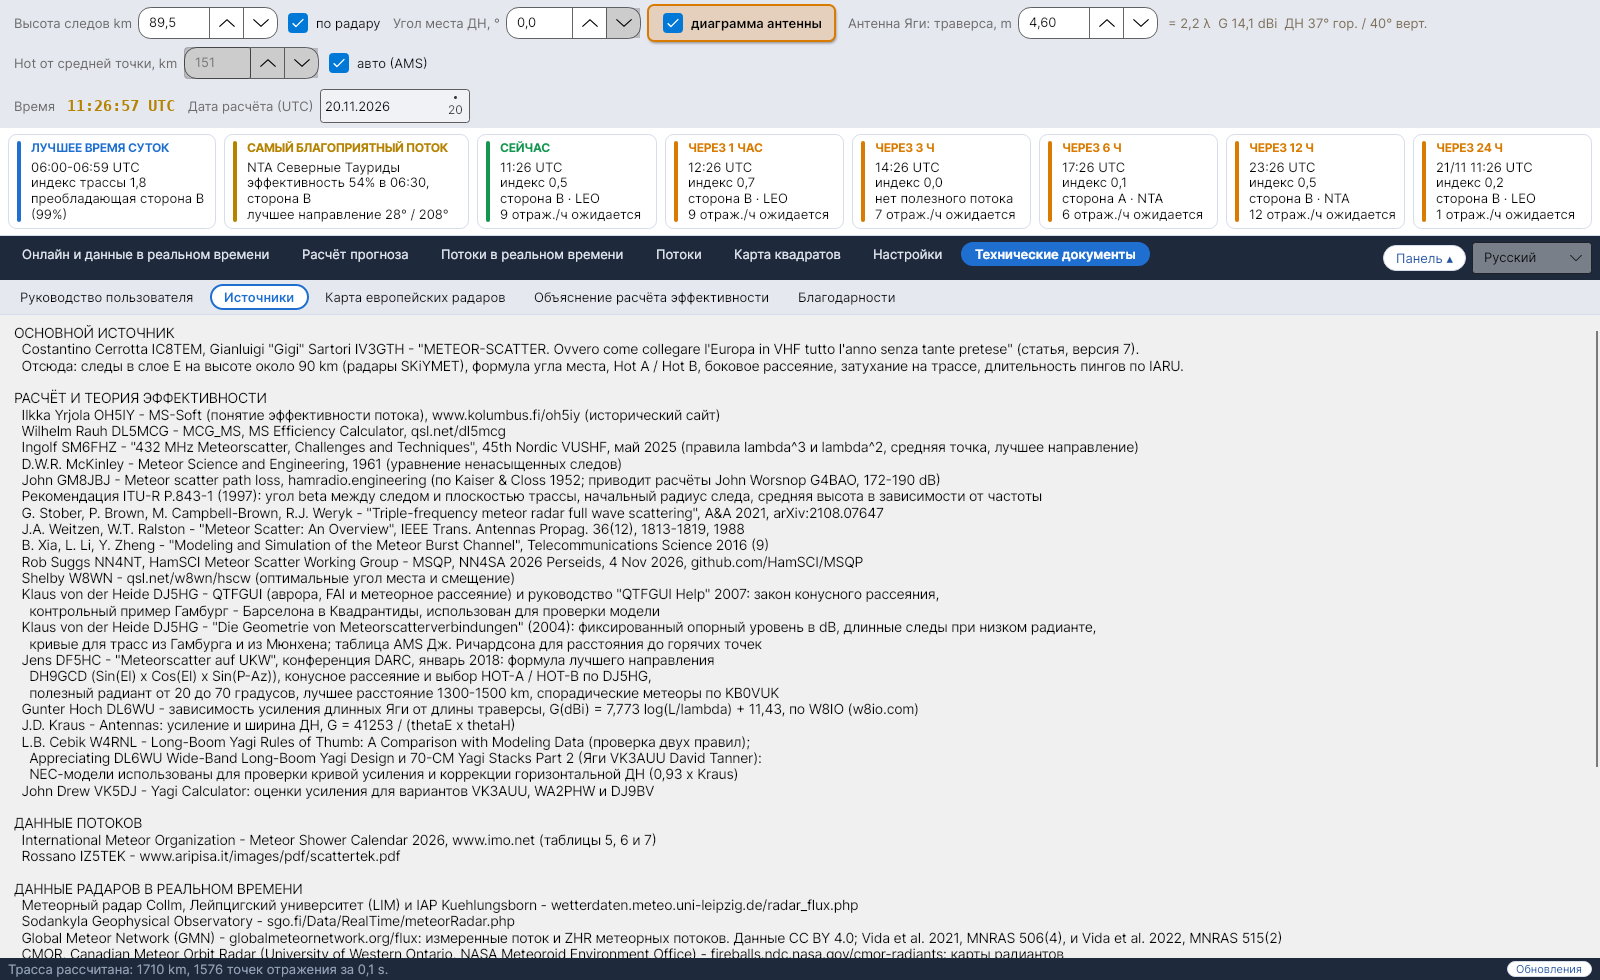 Высота следов km 89,5 по радару Угол места ДН, ° 0,0 диаграмма антенны Антенна Яги: траверса, m 4,60 = 2,2 λ G 14,1 dBi ДН 37° гор. / 40° верт.
Hot от средней точки, km 151 авто (AMS)
Время 11:26:57 UTC Дата расчёта (UTC) 20.11.2026 20
ЛУЧШЕЕ ВРЕМЯ СУТОК
06:00-06:59 UTC
индекс трассы 1,8
преобладающая сторона B
(99%)
САМЫЙ БЛАГОПРИЯТНЫЙ ПОТОК
NTA Северные Тауриды
эффективность 54% в 06:30,
сторона B
лучшее направление 28° / 208°
СЕЙЧАС
11:26 UTC
индекс 0,5
сторона B · LEO
9 отраж./ч ожидается
ЧЕРЕЗ 1 ЧАС
12:26 UTC
индекс 0,7
сторона B · LEO
9 отраж./ч ожидается
ЧЕРЕЗ 3 Ч
14:26 UTC
индекс 0,0
нет полезного потока
7 отраж./ч ожидается
ЧЕРЕЗ 6 Ч
17:26 UTC
индекс 0,1
сторона A · NTA
6 отраж./ч ожидается
ЧЕРЕЗ 12 Ч
23:26 UTC
индекс 0,5
сторона B · NTA
12 отраж./ч ожидается
ЧЕРЕЗ 24 Ч
21/11 11:26 UTC
индекс 0,2
сторона B · LEO
1 отраж./ч ожидается
Онлайн и данные в реальном времени Расчёт прогноза Потоки в реальном времени Потоки Карта квадратов Настройки Технические документы Панель ▴ Русский
Руководство пользователя Источники Карта европейских радаров Объяснение расчёта эффективности Благодарности
ОСНОВНОЙ ИСТОЧНИК
Costantino Cerrotta IC8TEM, Gianluigi "Gigi" Sartori IV3GTH - "METEOR-SCATTER. Ovvero come collegare l'Europa in VHF tutto l'anno senza tante pretese" (статья, версия 7).
Отсюда: следы в слое E на высоте около 90 km (радары SKiYMET), формула угла места, Hot A / Hot B, боковое рассеяние, затухание на трассе, длительность пингов по IARU.
РАСЧЁТ И ТЕОРИЯ ЭФФЕКТИВНОСТИ
Ilkka Yrjola OH5IY - MS-Soft (понятие эффективности потока), www.kolumbus.fi/oh5iy (исторический сайт)
Wilhelm Rauh DL5MCG - MCG_MS, MS Efficiency Calculator, qsl.net/dl5mcg
Ingolf SM6FHZ - "432 MHz Meteorscatter, Challenges and Techniques", 45th Nordic VUSHF, май 2025 (правила lambda^3 и lambda^2, средняя точка, лучшее направление)
D.W.R. McKinley - Meteor Science and Engineering, 1961 (уравнение ненасыщенных следов)
John GM8JBJ - Meteor scatter path loss, hamradio.engineering (по Kaiser & Closs 1952; приводит расчёты John Worsnop G4BAO, 172-190 dB)
Рекомендация ITU-R P.843-1 (1997): угол beta между следом и плоскостью трассы, начальный радиус следа, средняя высота в зависимости от частоты
G. Stober, P. Brown, M. Campbell-Brown, R.J. Weryk - "Triple-frequency meteor radar full wave scattering", A&A 2021, arXiv:2108.07647
J.A. Weitzen, W.T. Ralston - "Meteor Scatter: An Overview", IEEE Trans. Antennas Propag. 36(12), 1813-1819, 1988
B. Xia, L. Li, Y. Zheng - "Modeling and Simulation of the Meteor Burst Channel", Telecommunications Science 2016 (9)
Rob Suggs NN4NT, HamSCI Meteor Scatter Working Group - MSQP, NN4SA 2026 Perseids, 4 Nov 2026, github.com/HamSCI/MSQP
Shelby W8WN - qsl.net/w8wn/hscw (оптимальные угол места и смещение)
Klaus von der Heide DJ5HG - QTFGUI (аврора, FAI и метеорное рассеяние) и руководство "QTFGUI Help" 2007: закон конусного рассеяния,
контрольный пример Гамбург - Барселона в Квадрантиды, использован для проверки модели
Klaus von der Heide DJ5HG - "Die Geometrie von Meteorscatterverbindungen" (2004): фиксированный опорный уровень в dB, длинные следы при низком радианте,
кривые для трасс из Гамбурга и из Мюнхена; таблица AMS Дж. Ричардсона для расстояния до горячих точек
Jens DF5HC - "Meteorscatter auf UKW", конференция DARC, январь 2018: формула лучшего направления
DH9GCD (Sin(El) x Cos(El) x Sin(P-Az)), конусное рассеяние и выбор HOT-A / HOT-B по DJ5HG,
полезный радиант от 20 до 70 градусов, лучшее расстояние 1300-1500 km, спорадические метеоры по KB0VUK
Gunter Hoch DL6WU - зависимость усиления длинных Яги от длины траверсы, G(dBi) = 7,773 log(L/lambda) + 11,43, по W8IO (w8io.com)
J.D. Kraus - Antennas: усиление и ширина ДН, G = 41253 / (thetaE x thetaH)
L.B. Cebik W4RNL - Long-Boom Yagi Rules of Thumb: A Comparison with Modeling Data (проверка двух правил);
Appreciating DL6WU Wide-Band Long-Boom Yagi Design и 70-CM Yagi Stacks Part 2 (Яги VK3AUU David Tanner):
NEC-модели использованы для проверки кривой усиления и коррекции горизонтальной ДН (0,93 x Kraus)
John Drew VK5DJ - Yagi Calculator: оценки усиления для вариантов VK3AUU, WA2PHW и DJ9BV
ДАННЫЕ ПОТОКОВ
International Meteor Organization - Meteor Shower Calendar 2026, www.imo.net (таблицы 5, 6 и 7)
Rossano IZ5TEK - www.aripisa.it/images/pdf/scattertek.pdf
ДАННЫЕ РАДАРОВ В РЕАЛЬНОМ ВРЕМЕНИ
Метеорный радар Collm, Лейпцигский университет (LIM) и IAP Kuehlungsborn - wetterdaten.meteo.uni-leipzig.de/radar_flux.php
Sodankyla Geophysical Observatory - sgo.fi/Data/RealTime/meteorRadar.php
Global Meteor Network (GMN) - globalmeteornetwork.org/flux: измеренные поток и ZHR метеорных потоков. Данные CC BY 4.0; Vida et al. 2021, MNRAS 506(4), и Vida et al. 2022, MNRAS 515(2)
CMOR, Canadian Meteor Orbit Radar (University of Western Ontario, NASA Meteoroid Environment Office) - fireballs.ndc.nasa.gov/cmor-radiants: карты радиантов
Трасса рассчитана: 1710 km, 1576 точек отражения за 0,1 s. Обновления